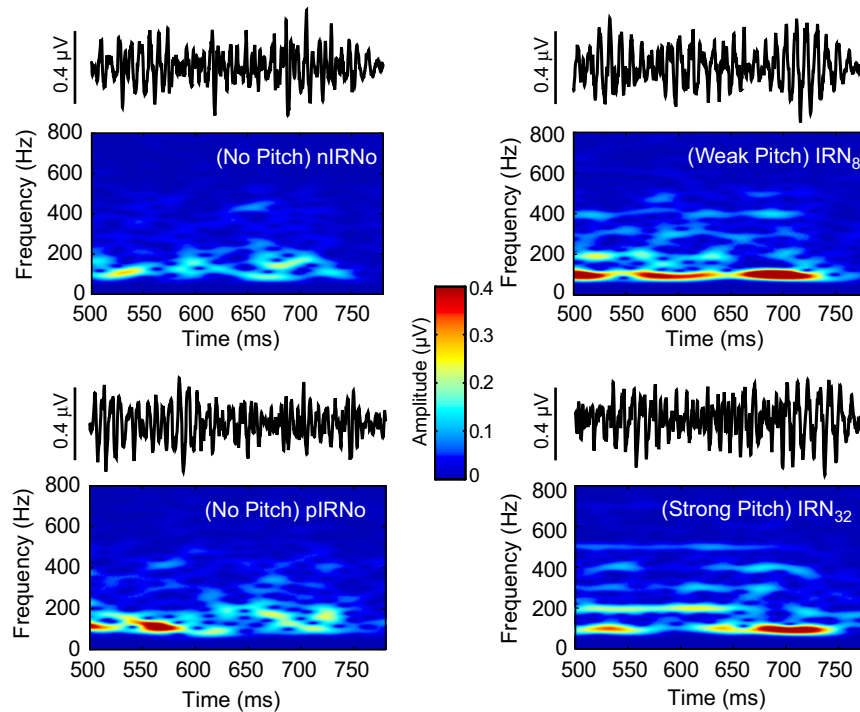 0.4 µV
800
600
400
200
0
Frequency (Hz)
(No Pitch) nIRNo
500 550 600 650 700 750
Time (ms)
0.4 µV
800
600
400
200
0
Frequency (Hz)
(Weak Pitch) IRN8
500 550 600 650 700 750
Time (ms)
0.4
0.3
0.2
0.1
0
Amplitude (µV)
0.4 µV
800
600
400
200
0
Frequency (Hz)
(No Pitch) pIRNo
500 550 600 650 700 750
Time (ms)
0.4 µV
800
600
400
200
0
Frequency (Hz)
(Strong Pitch) IRN32
500 550 600 650 700 750
Time (ms)